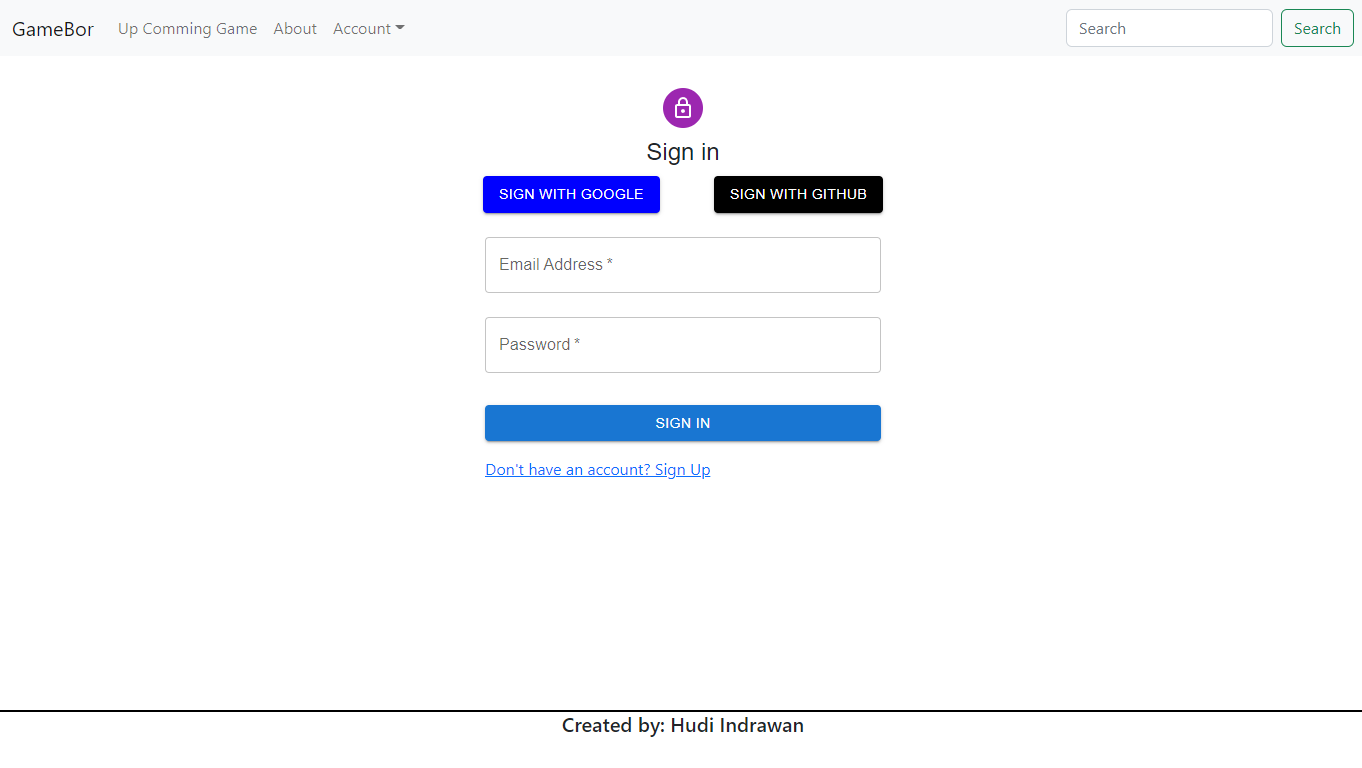 GameBor Up Comming Game About Account Search Search
Sign in
SIGN WITH GOOGLE SIGN WITH GITHUB
Email Address *
Password *
SIGN IN
Don't have an account? Sign Up
Created by: Hudi Indrawan